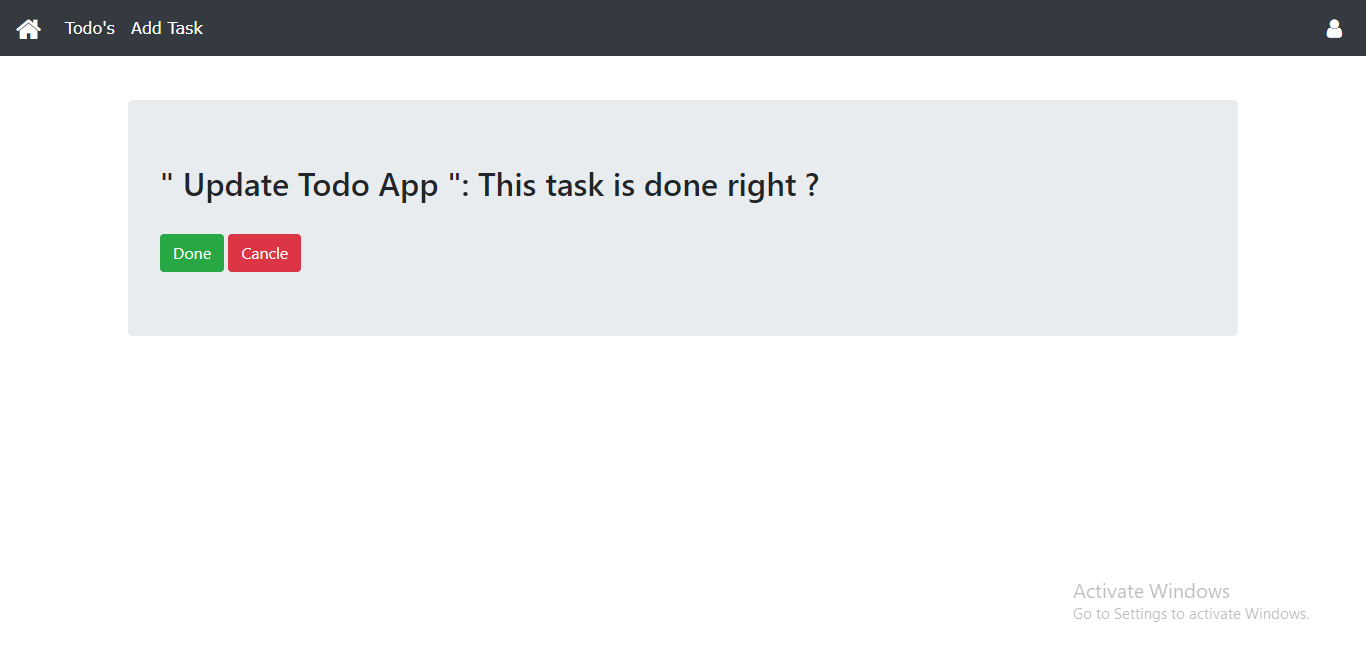 Todo's Add Task
" Update Todo App ": This task is done right ?
Done Cancle
Activate Windows
Go to Settings to activate Windows.